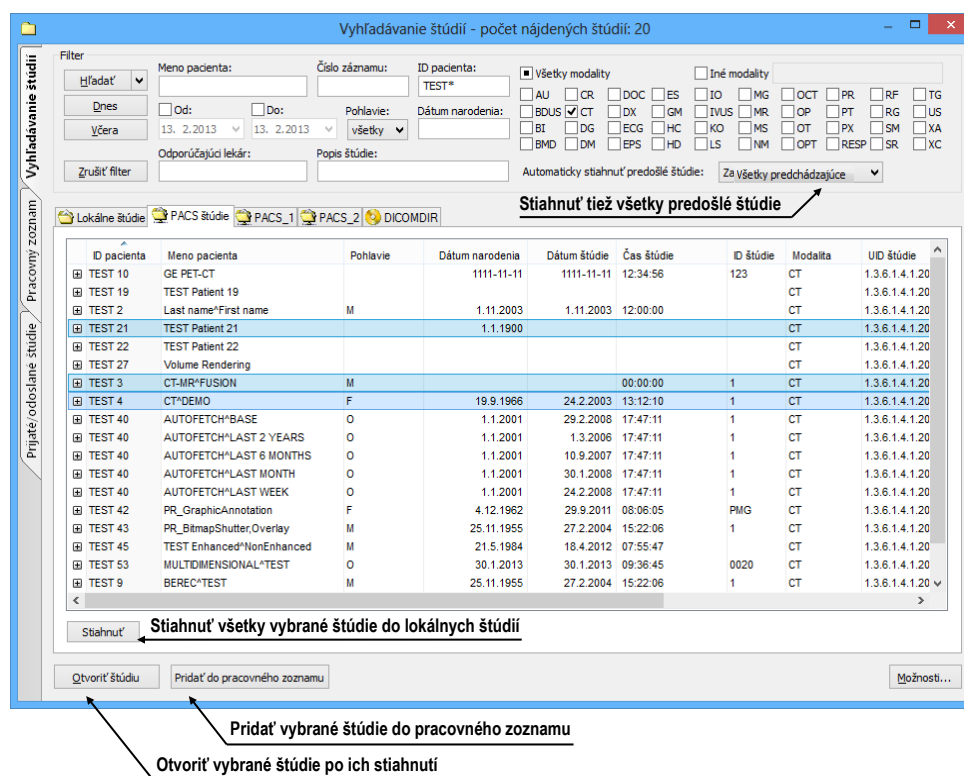 Vyhľadávanie štúdií - počet nájdených štúdií: 20
Vyhľadávanie štúdií
Pracovný zoznam
Prijaté/odoslané štúdie
Filter
Hľadať
Dnes
Včera
Zrušiť filter
Meno pacienta:
Číslo záznamu:
ID pacienta:
TEST*
Od:
Do:
Pohlavie:
Dátum narodenia:
13. 2.2013
13. 2.2013
všetky
Odporúčajúci lekár:
Popis štúdie:
Všetky modality
Iné modality
AU CR DOC ES IO MG OCT PR RF TG
BDUS CT DX GM IVUS MR OP PT RG US
BI DG ECG HC KO MS OT PX SM XA
BMD DM EPS HD LS NM OPT RESP SR XC
Automaticky stiahnuť predošlé štúdie:
Za Všetky predchádzajúce
Stiahnuť tiež všetky predošlé štúdie
Lokálne štúdie PACS štúdie PACS_1 PACS_2 DICOMDIR
ID pacienta Meno pacienta Pohlavie Dátum narodenia Dátum štúdie Čas štúdie ID štúdie Modalita UID štúdie
TEST 10 GE PET-CT 1111-11-11 1111-11-11 12:34:56 123 CT 1.3.6.1.4.1.20
TEST 19 TEST Patient 19 CT 1.3.6.1.4.1.20
TEST 2 Last name^First name M 1.11.2003 1.11.2003 12:00:00 CT 1.3.6.1.4.1.20
TEST 21 TEST Patient 21 1.1.1900 CT 1.3.6.1.4.1.20
TEST 22 TEST Patient 22 CT 1.3.6.1.4.1.20
TEST 27 Volume Rendering CT 1.3.6.1.4.1.20
TEST 3 CT-MR^FUSION M 00:00:00 1 CT 1.3.6.1.4.1.20
TEST 4 CT^DEMO F 19.9.1966 24.2.2003 13:12:10 1 CT 1.3.6.1.4.1.20
TEST 40 AUTOFETCH^BASE O 1.1.2001 29.2.2008 17:47:11 1 CT 1.3.6.1.4.1.20
TEST 40 AUTOFETCH^LAST 2 YEARS O 1.1.2001 1.3.2006 17:47:11 1 CT 1.3.6.1.4.1.20
TEST 40 AUTOFETCH^LAST 6 MONTHS O 1.1.2001 10.9.2007 17:47:11 1 CT 1.3.6.1.4.1.20
TEST 40 AUTOFETCH^LAST MONTH O 1.1.2001 30.1.2008 17:47:11 1 CT 1.3.6.1.4.1.20
TEST 40 AUTOFETCH^LAST WEEK O 1.1.2001 24.2.2008 17:47:11 1 CT 1.3.6.1.4.1.20
TEST 42 PR_GraphicAnnotation F 4.12.1962 29.9.2011 08:06:05 PMG CT 1.3.6.1.4.1.20
TEST 43 PR_BitmapShutter,Overlay M 25.11.1955 27.2.2004 15:22:06 1 CT 1.3.6.1.4.1.20
TEST 45 TEST Enhanced^NonEnhanced M 21.5.1984 18.4.2012 07:55:47 CT 1.3.6.1.4.1.20
TEST 53 MULTIDIMENSIONAL^TEST O 30.1.2013 30.1.2013 09:36:45 0020 CT 1.3.6.1.4.1.20
TEST 9 BEREC^TEST M 25.11.1955 27.2.2004 15:22:06 1 CT 1.3.6.1.4.1.20
Stiahnuť
Stiahnuť všetky vybrané štúdie do lokálnych štúdií
Otvoriť štúdiu
Pridať do pracovného zoznamu
Možnosti...
Pridať vybrané štúdie do pracovného zoznamu
Otvoriť vybrané štúdie po ich stiahnutí